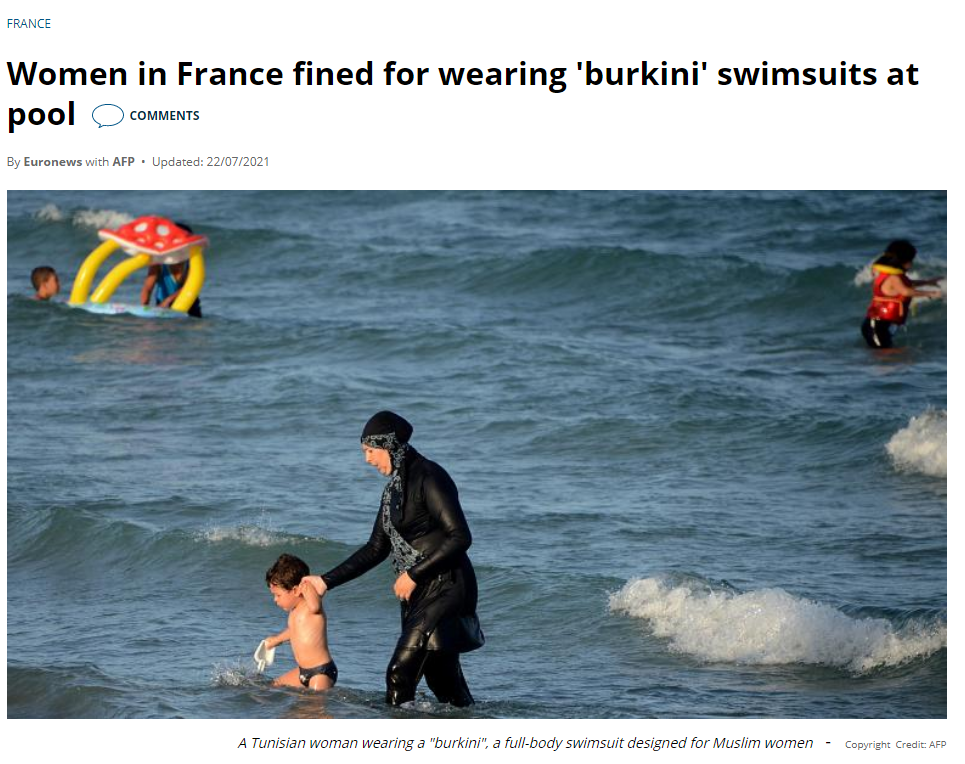 FRANCE
Women in France fined for wearing 'burkini' swimsuits at
pool COMMENTS
By Euronews with AFP • Updated: 22/07/2021
A Tunisian woman wearing a "burkini", a full-body swimsuit designed for Muslim women - Copyright Credit: AFP